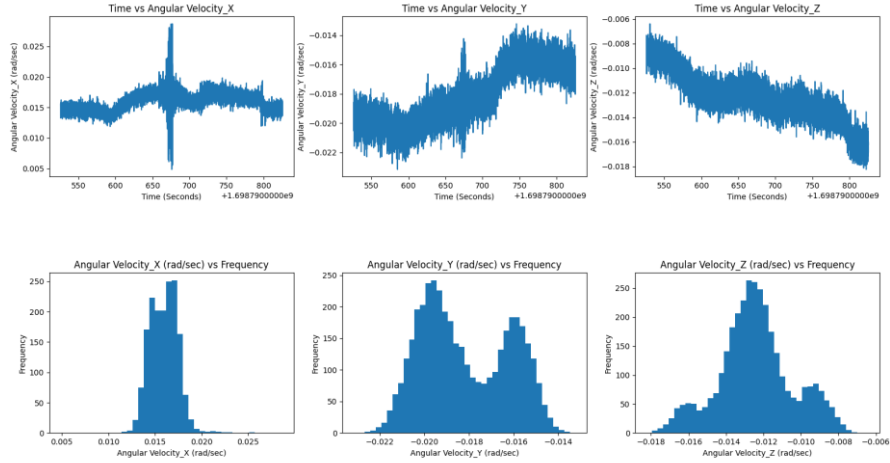 Time vs Angular Velocity_X
Angular Velocity_X (rad/sec)
0.025
0.020
0.015
0.010
0.005
550 600 650 700 750 800
Time (Seconds)
+1.6987900000e9
Time vs Angular Velocity_Y
Angular Velocity_Y (rad/sec)
−0.014
−0.016
−0.018
−0.020
−0.022
550 600 650 700 750 800
Time (Seconds)
+1.6987900000e9
Time vs Angular Velocity_Z
Angular Velocity_Z (rad/sec)
−0.006
−0.008
−0.010
−0.012
−0.014
−0.016
−0.018
550 600 650 700 750 800
Time (Seconds)
+1.6987900000e9
Angular Velocity_X (rad/sec) vs Frequency
Frequency
250
200
150
100
50
0
0.005 0.010 0.015 0.020 0.025
Angular Velocity_X (rad/sec)
Angular Velocity_Y (rad/sec) vs Frequency
Frequency
250
200
150
100
50
0
−0.022 −0.020 −0.018 −0.016 −0.014
Angular Velocity_Y (rad/sec)
Angular Velocity_Z (rad/sec) vs Frequency
Frequency
250
200
150
100
50
0
−0.018 −0.016 −0.014 −0.012 −0.010 −0.008 −0.006
Angular Velocity_Z (rad/sec)